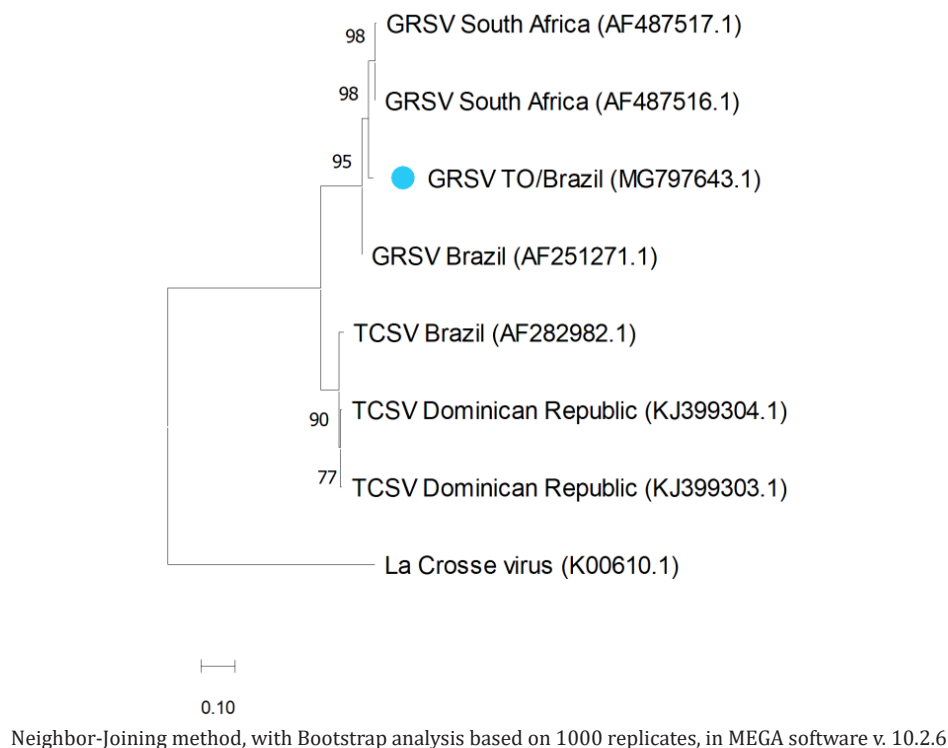 98
GRSV South Africa (AF487517.1)
98
GRSV South Africa (AF487516.1)
95
GRSV TO/Brazil (MG797643.1)
GRSV Brazil (AF251271.1)
TCSV Brazil (AF282982.1)
90
TCSV Dominican Republic (KJ399304.1)
77
TCSV Dominican Republic (KJ399303.1)
La Crosse virus (K00610.1)
0.10
Neighbor-Joining method, with Bootstrap analysis based on 1000 replicates, in MEGA software v. 10.2.6